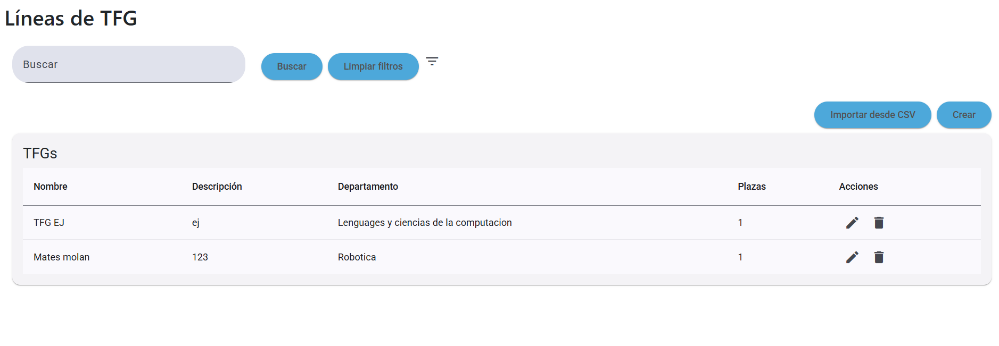 Líneas de TFG
Buscar Buscar Limpiar filtros
Importar desde CSV Crear
TFGs
Nombre Descripción Departamento Plazas Acciones
TFG EJ ej Lenguages y ciencias de la computacion 1
Mates molan 123 Robotica 1